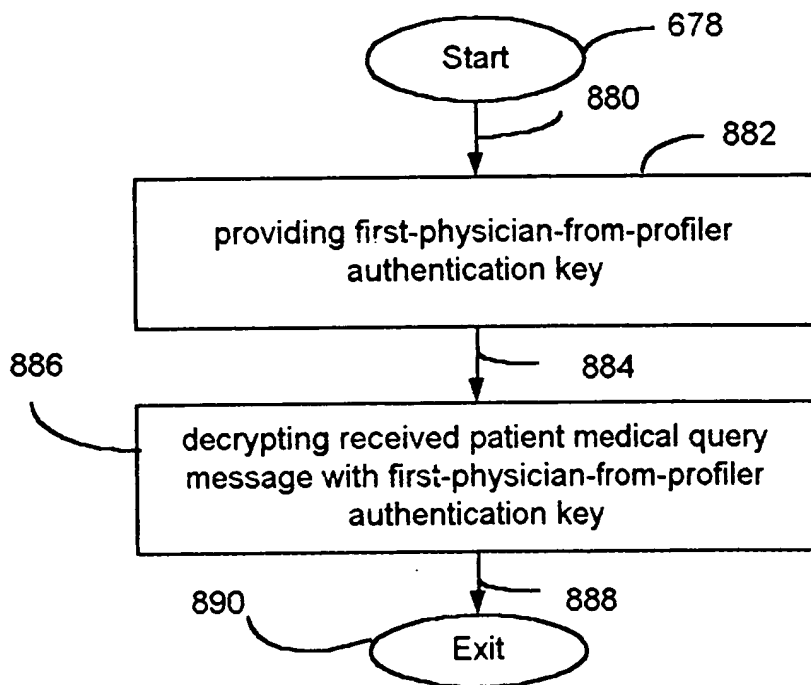 678
Start
880
882
providing first-physician-from-profiler
authentication key
884
886
decrypting received patient medical query
message with first-physician-from-profiler
authentication key
888
890
Exit